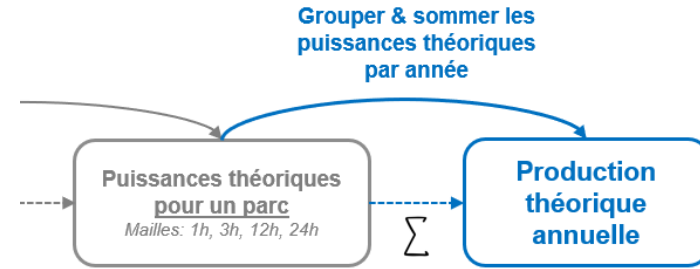 Grouper & sommer les
puissances théoriques
par année
Puissances théoriques
pour un parc
Mailles: 1h, 3h, 12h, 24h
∑
Production
théorique
annuelle